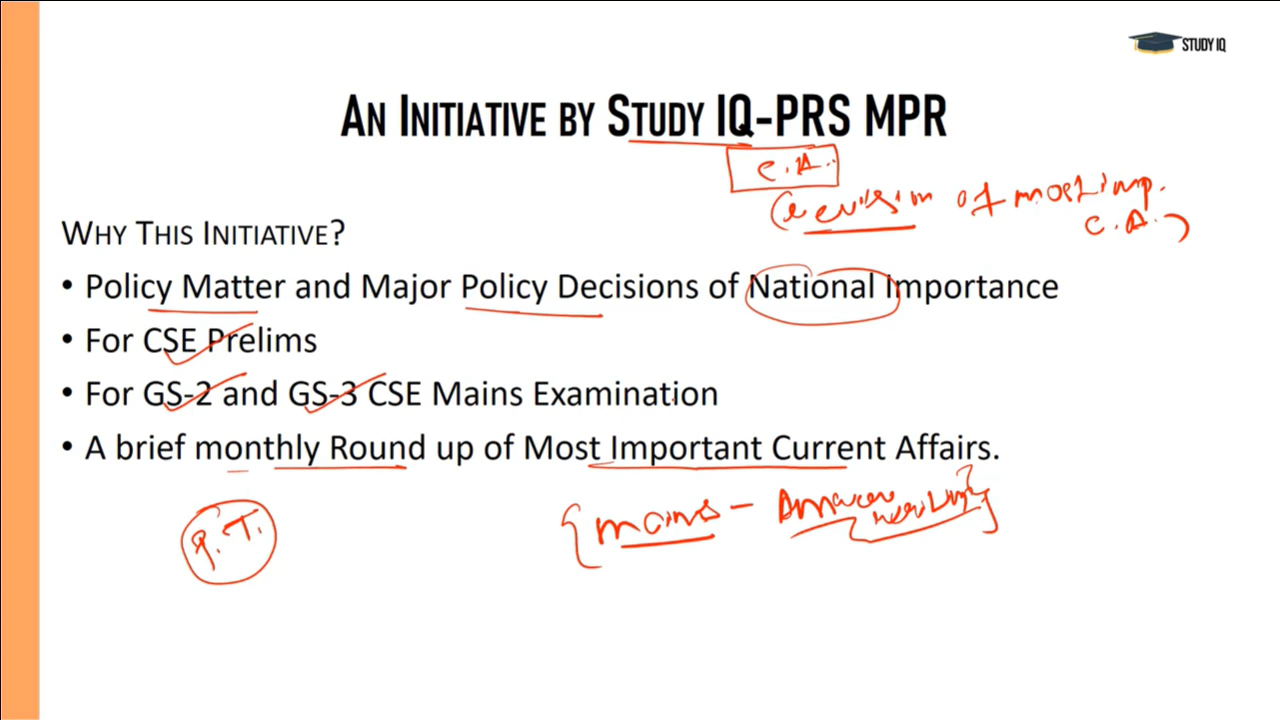 STUDY IQ
AN INITIATIVE BY STUDY IQ-PRS MPR
C.A.
(Revision of most imp.
C.A.)
WHY THIS INITIATIVE?
• Policy Matter and Major Policy Decisions of National Importance
• For CSE Prelims
• For GS-2 and GS-3 CSE Mains Examination
• A brief monthly Round up of Most Important Current Affairs.
{mains - Answer
writing}
P.T.